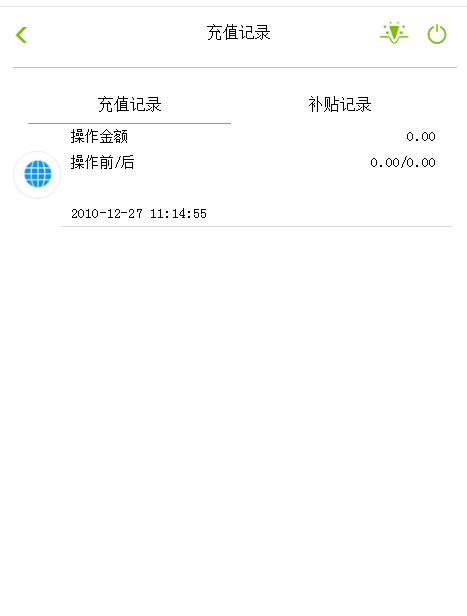 充值记录
充值记录 补贴记录
操作金额 0.00
操作前/后 0.00/0.00
2010-12-27 11:14:55